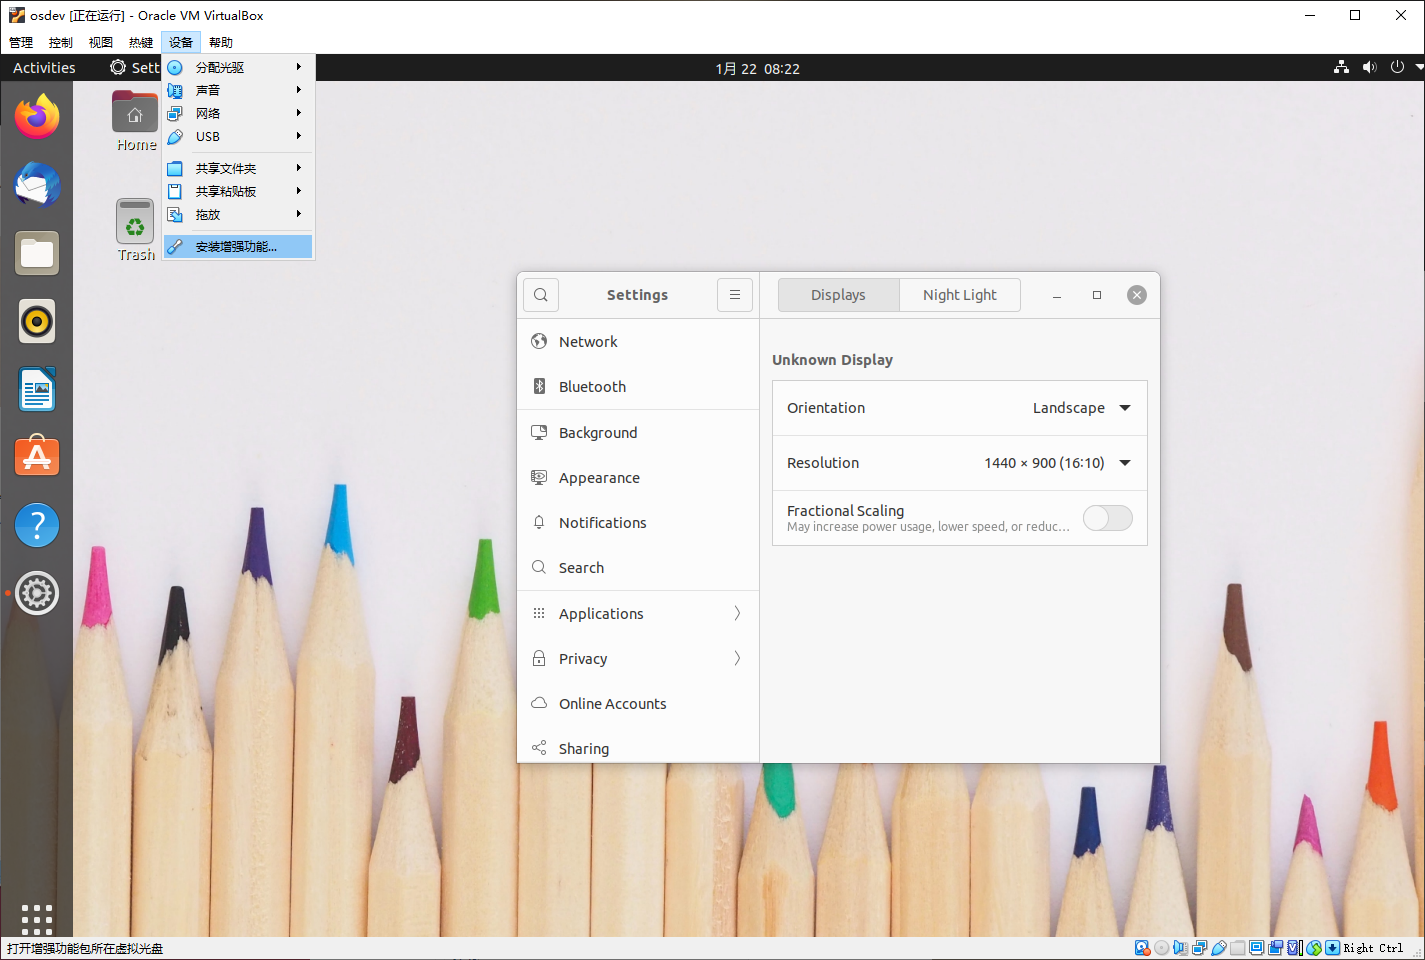 osdev [正在运行] - Oracle VM VirtualBox
管理 控制 视图 热键 设备 帮助
Activities
Sett
1月 22 08:22
分配光驱
声音
网络
USB
共享文件夹
共享粘贴板
拖放
安装增强功能...
Home
Trash
Settings
Displays
Night Light
Network
Bluetooth
Background
Appearance
Notifications
Search
Applications
Privacy
Online Accounts
Sharing
Unknown Display
Orientation
Landscape
Resolution
1440 × 900 (16:10)
Fractional Scaling
May increase power usage, lower speed, or reduc...
打开增强功能包所在虚拟光盘
Right Ctrl